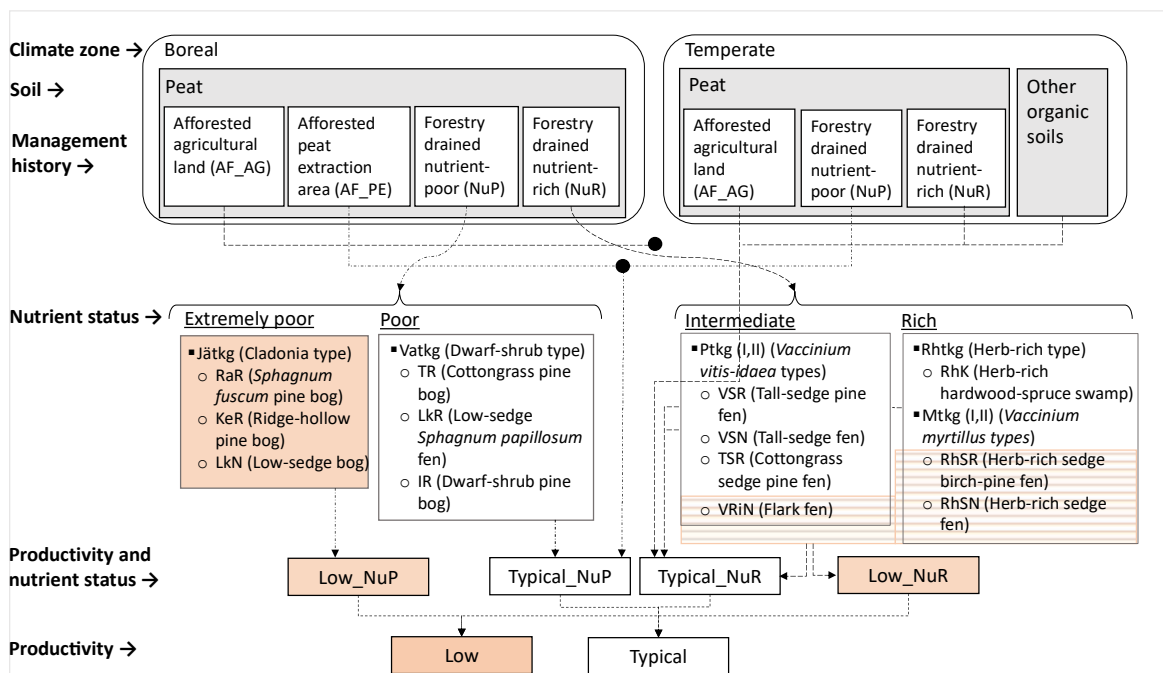 Climate zone →
Boreal
Temperate
Soil →
Peat
Peat
Other
organic
soils
Management
history →
Afforested
agricultural
land (AF_AG)
Afforested
peat
extraction
area (AF_PE)
Forestry
drained
nutrient-
poor (NuP)
Forestry
drained
nutrient-
rich (NuR)
Afforested
agricultural
land
(AF_AG)
Forestry
drained
nutrient-
poor (NuP)
Forestry
drained
nutrient-
rich (NuR)
Nutrient status →
Extremely poor
▪Jätkg (Cladonia type)
○ RaR (Sphagnum
fuscum pine bog)
○ KeR (Ridge-hollow
pine bog)
○ LkN (Low-sedge bog)
Poor
▪Vatkg (Dwarf-shrub type)
○ TR (Cottongrass pine
bog)
○ LkR (Low-sedge
Sphagnum papillosum
fen)
○ IR (Dwarf-shrub pine
bog)
Intermediate
▪Ptkg (I,II) (Vaccinium
vitis-idaea types)
○ VSR (Tall-sedge pine
fen)
○ VSN (Tall-sedge fen)
○ TSR (Cottongrass
sedge pine fen)
○ VRiN (Flark fen)
Rich
▪Rhtkg (Herb-rich type)
○ RhK (Herb-rich
hardwood-spruce swamp)
▪Mtkg (I,II) (Vaccinium
myrtillus types)
○ RhSR (Herb-rich sedge
birch-pine fen)
○ RhSN (Herb-rich sedge
fen)
Productivity and
nutrient status →
Low_NuP
Typical_NuP
Typical_NuR
Low_NuR
Productivity →
Low
Typical